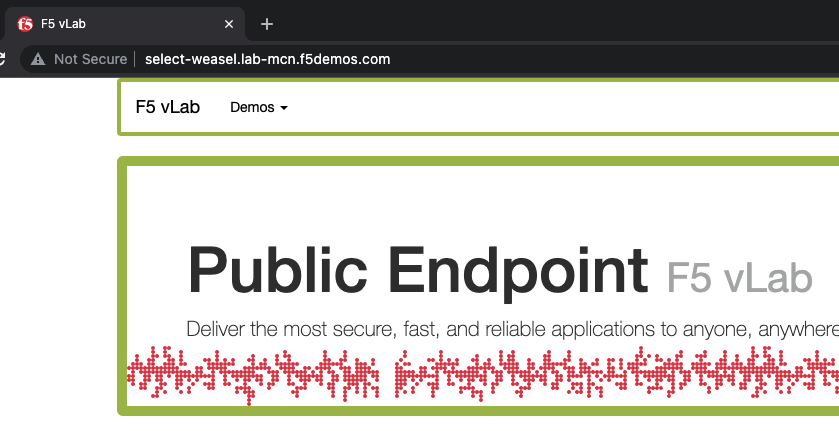 f5 F5 vLab
Not Secure select-weasel.lab-mcn.f5demos.com
F5 vLab Demos
Public Endpoint F5 vLab
Deliver the most secure, fast, and reliable applications to anyone, anywhere